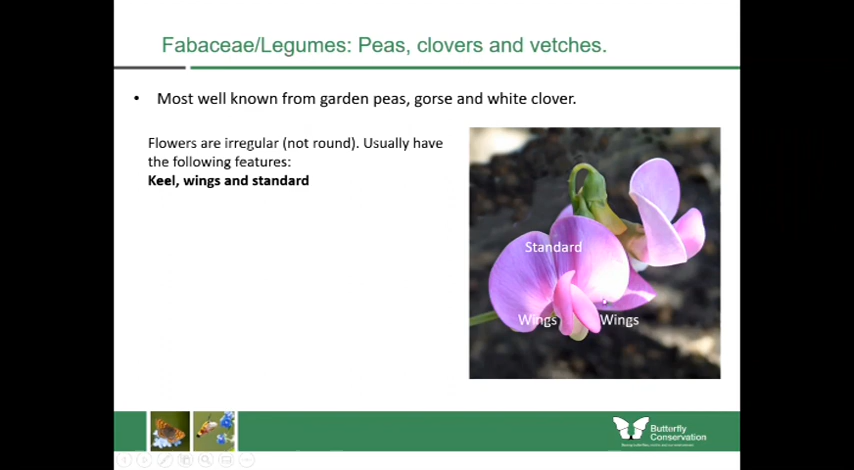 Fabaceae/Legumes: Peas, clovers and vetches.
• Most well known from garden peas, gorse and white clover.
Flowers are irregular (not round). Usually have
the following features:
Keel, wings and standard
Standard
Wings Wings
Butterfly
Conservation